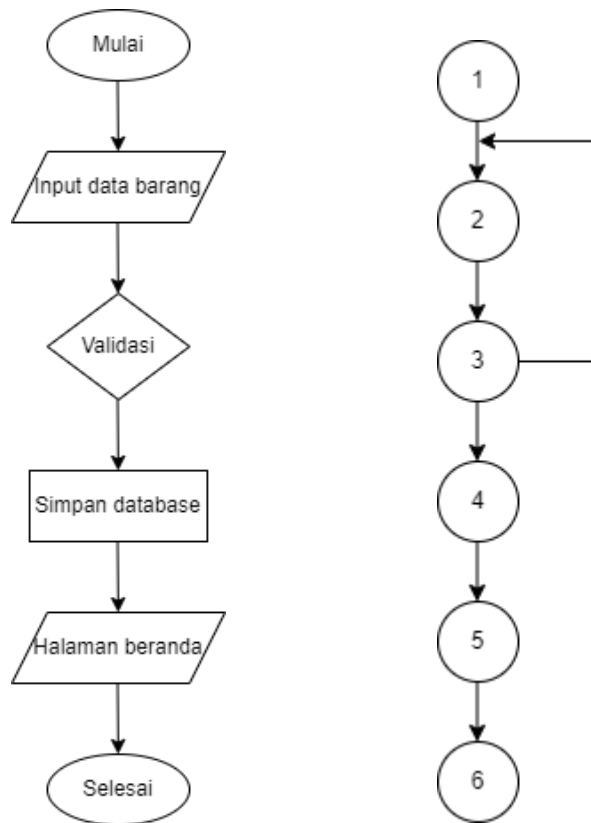 Mulai
Input data barang
Validasi
Simpan database
Halaman beranda
Selesai
1
2
3
4
5
6